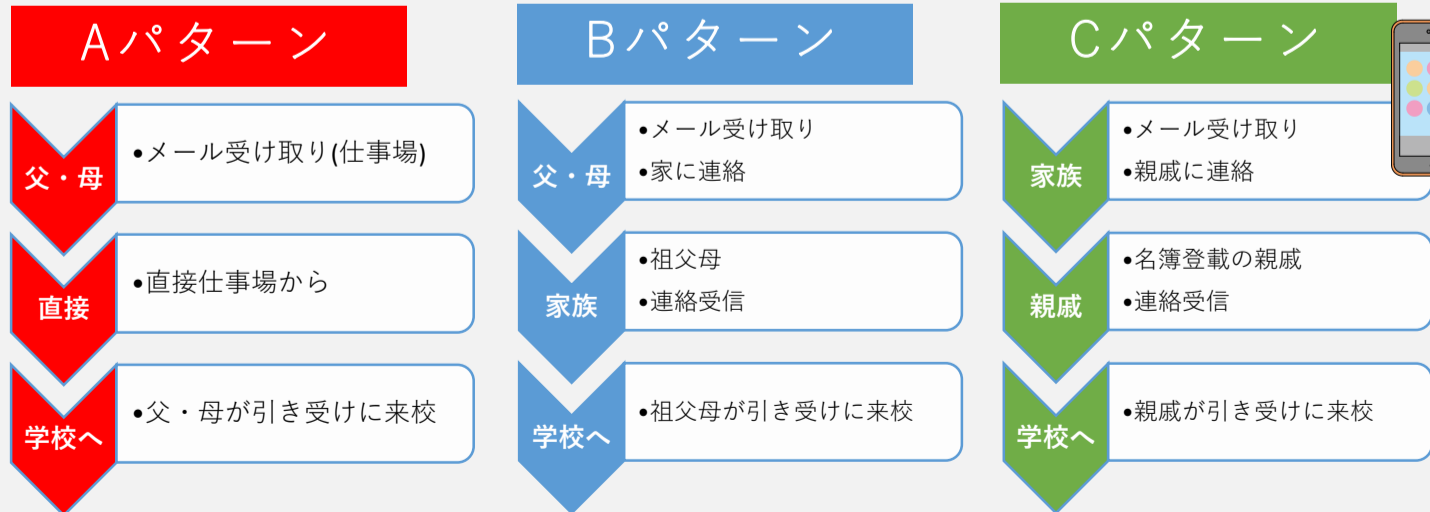 Aパターン
父・母
•メール受け取り(仕事場)
直接
•直接仕事場から
学校へ
•父・母が引き受けに来校
Bパターン
父・母
•メール受け取り
•家に連絡
家族
•祖父母
•連絡受信
学校へ
•祖父母が引き受けに来校
Cパターン
家族
•メール受け取り
•親戚に連絡
親戚
•名簿登載の親戚
•連絡受信
学校へ
•親戚が引き受けに来校